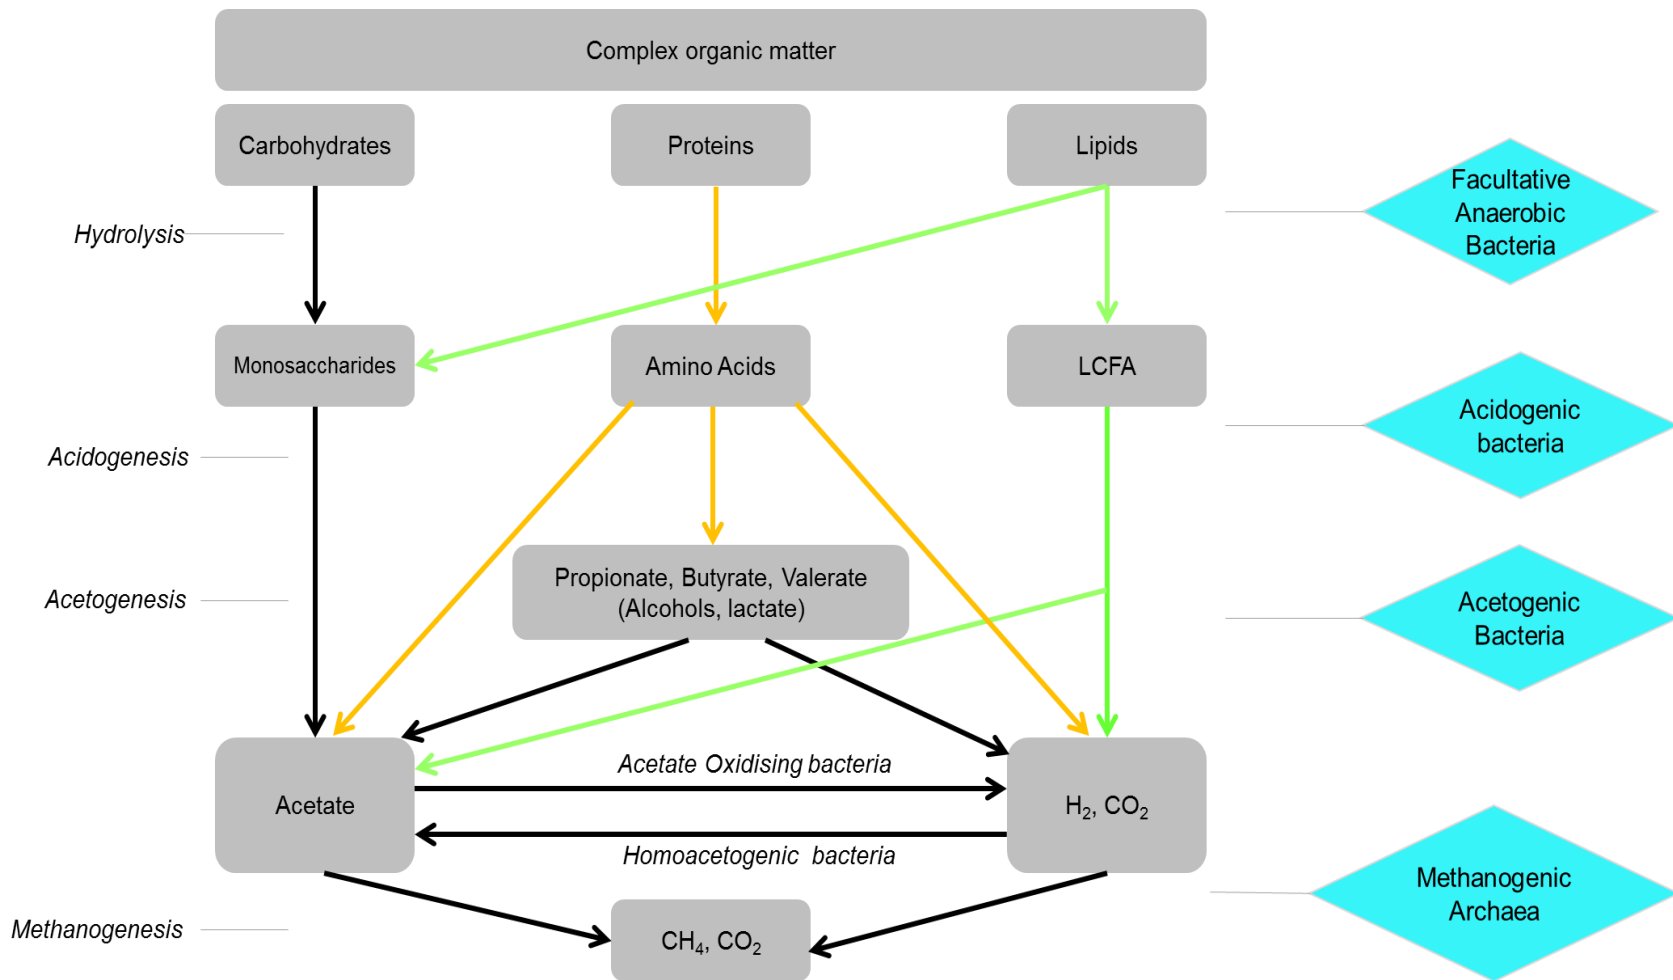 Complex organic matter
Carbohydrates
Proteins
Lipids
Facultative
Anaerobic
Bacteria
Hydrolysis
Monosaccharides
Amino Acids
LCFA
Acidogenic
bacteria
Acidogenesis
Propionate, Butyrate, Valerate
(Alcohols, lactate)
Acetogenesis
Acetogenic
Bacteria
Acetate Oxidising bacteria
Acetate
H₂, CO₂
Homoacetogenic bacteria
Methanogenic
Archaea
Methanogenesis
CH₄, CO₂